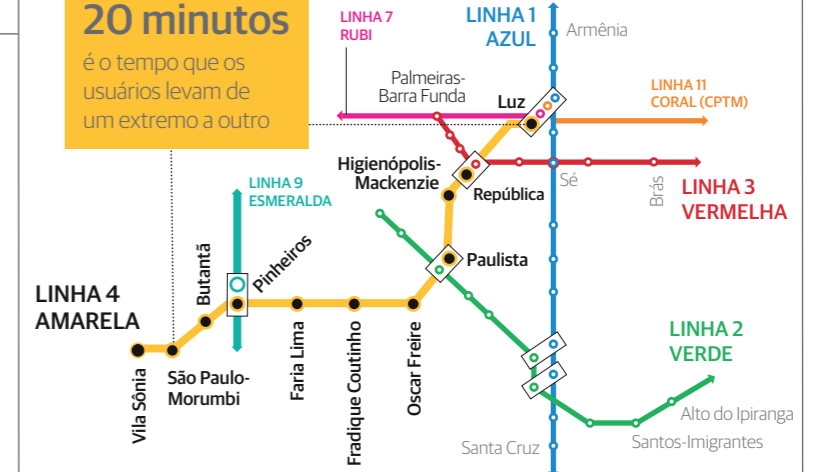 20 minutos
é o tempo que os
usuários levam de
um extremo a outro
LINHA 7
RUBI
LINHA 1
AZUL
Armênia
Palmeiras-
Barra Funda
Luz
LINHA 11
CORAL (CPTM)
Higienópolis-
Mackenzie
República
Sé
Brás
LINHA 3
VERMELHA
LINHA 9
ESMERALDA
Paulista
LINHA 4
AMARELA
Vila Sônia
São Paulo-
Morumbi
Butantã
Pinheiros
Faria Lima
Fradique Coutinho
Oscar Freire
LINHA 2
VERDE
Alto do Ipiranga
Santos-Imigrantes
Santa Cruz